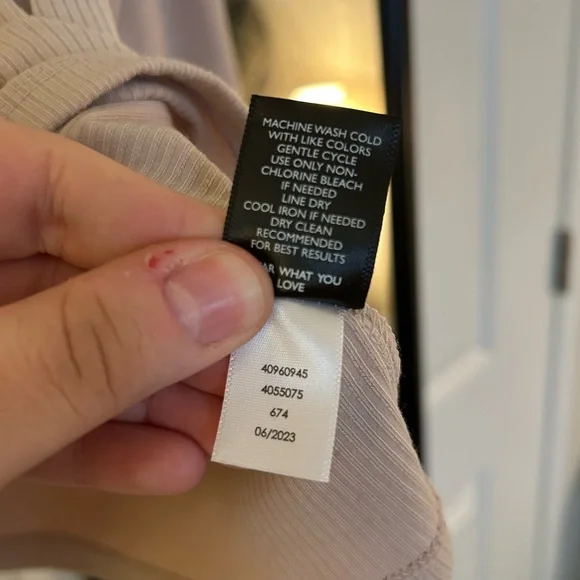 MACHINE WASH COLD
WITH LIKE COLORS
GENTLE CYCLE
USE ONLY NON-
CHLORINE BLEACH
IF NEEDED
LINE DRY
COOL IRON IF NEEDED
DRY CLEAN
RECOMMENDED
FOR BEST RESULTS
WHAT YOU
LOVE
40960945
4055075
674
06/2023